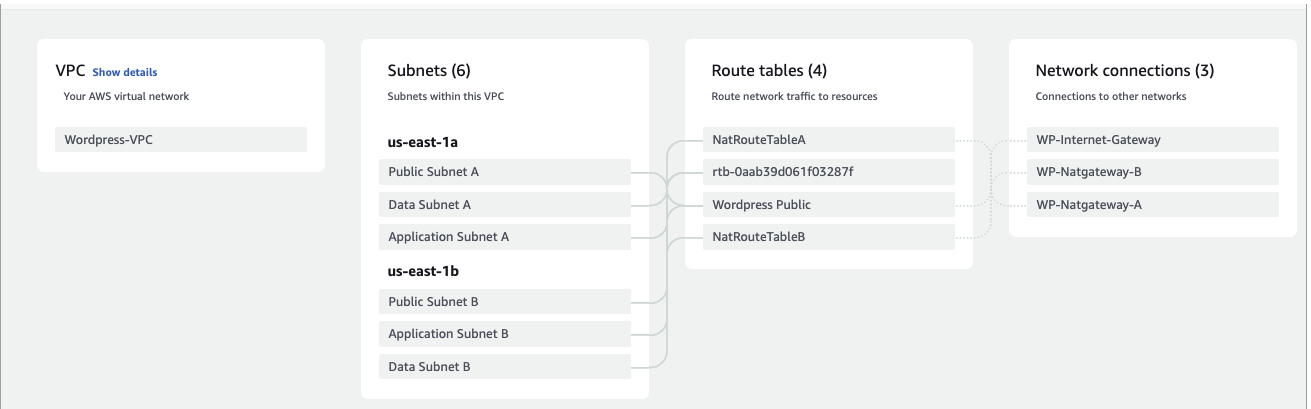 VPC Show details
Your AWS virtual network
Wordpress-VPC
Subnets (6)
Subnets within this VPC
us-east-1a
Public Subnet A
Data Subnet A
Application Subnet A
us-east-1b
Public Subnet B
Application Subnet B
Data Subnet B
Route tables (4)
Route network traffic to resources
NatRouteTableA
rtb-0aab39d061f03287f
Wordpress Public
NatRouteTableB
Network connections (3)
Connections to other networks
WP-Internet-Gateway
WP-Natgateway-B
WP-Natgateway-A